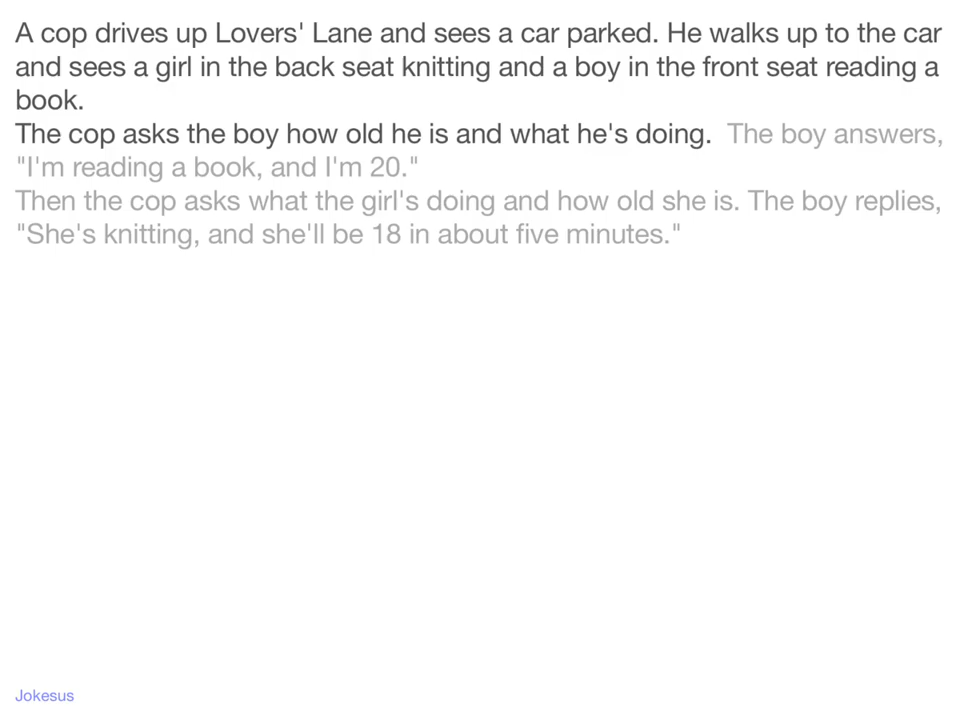 A cop drives up Lovers' Lane and sees a car parked. He walks up to the car
and sees a girl in the back seat knitting and a boy in the front seat reading a
book.
The cop asks the boy how old he is and what he's doing.  The boy answers,
"I'm reading a book, and I'm 20."
Then the cop asks what the girl's doing and how old she is. The boy replies,
"She's knitting, and she'll be 18 in about five minutes."
Jokesus